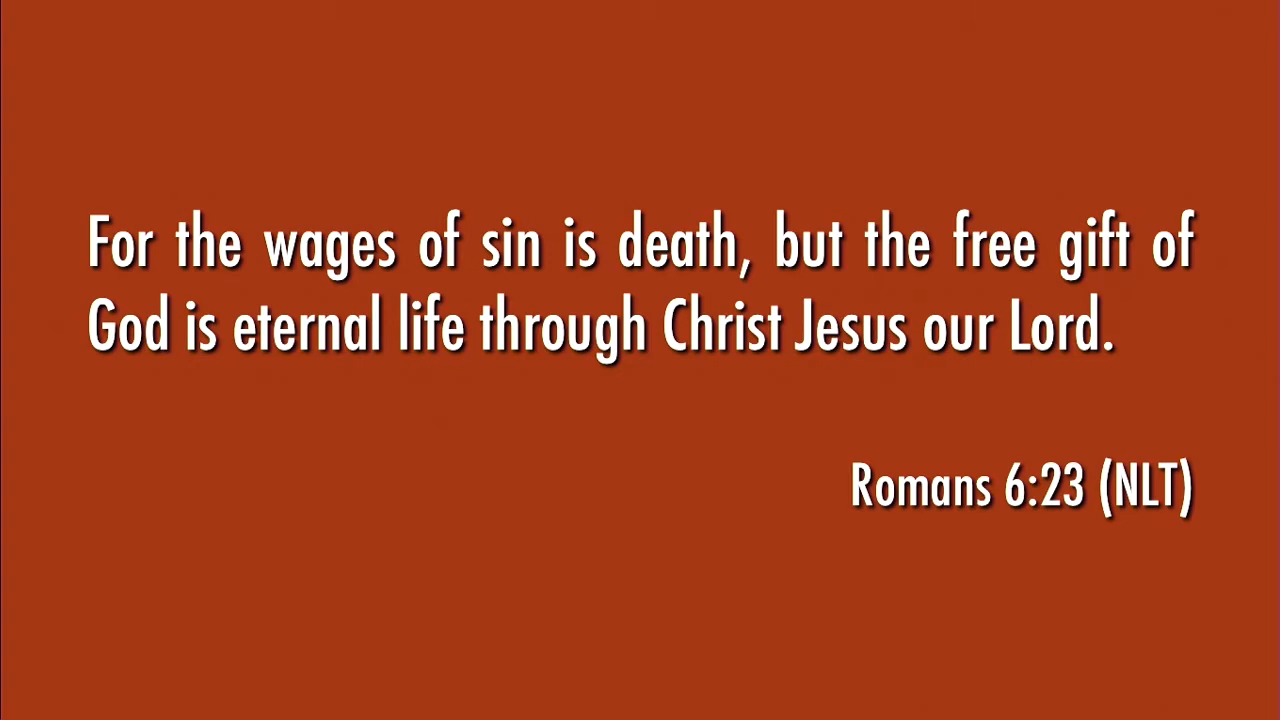 For the wages of sin is death, but the free gift of
God is eternal life through Christ Jesus our Lord.
Romans 6:23 (NLT)